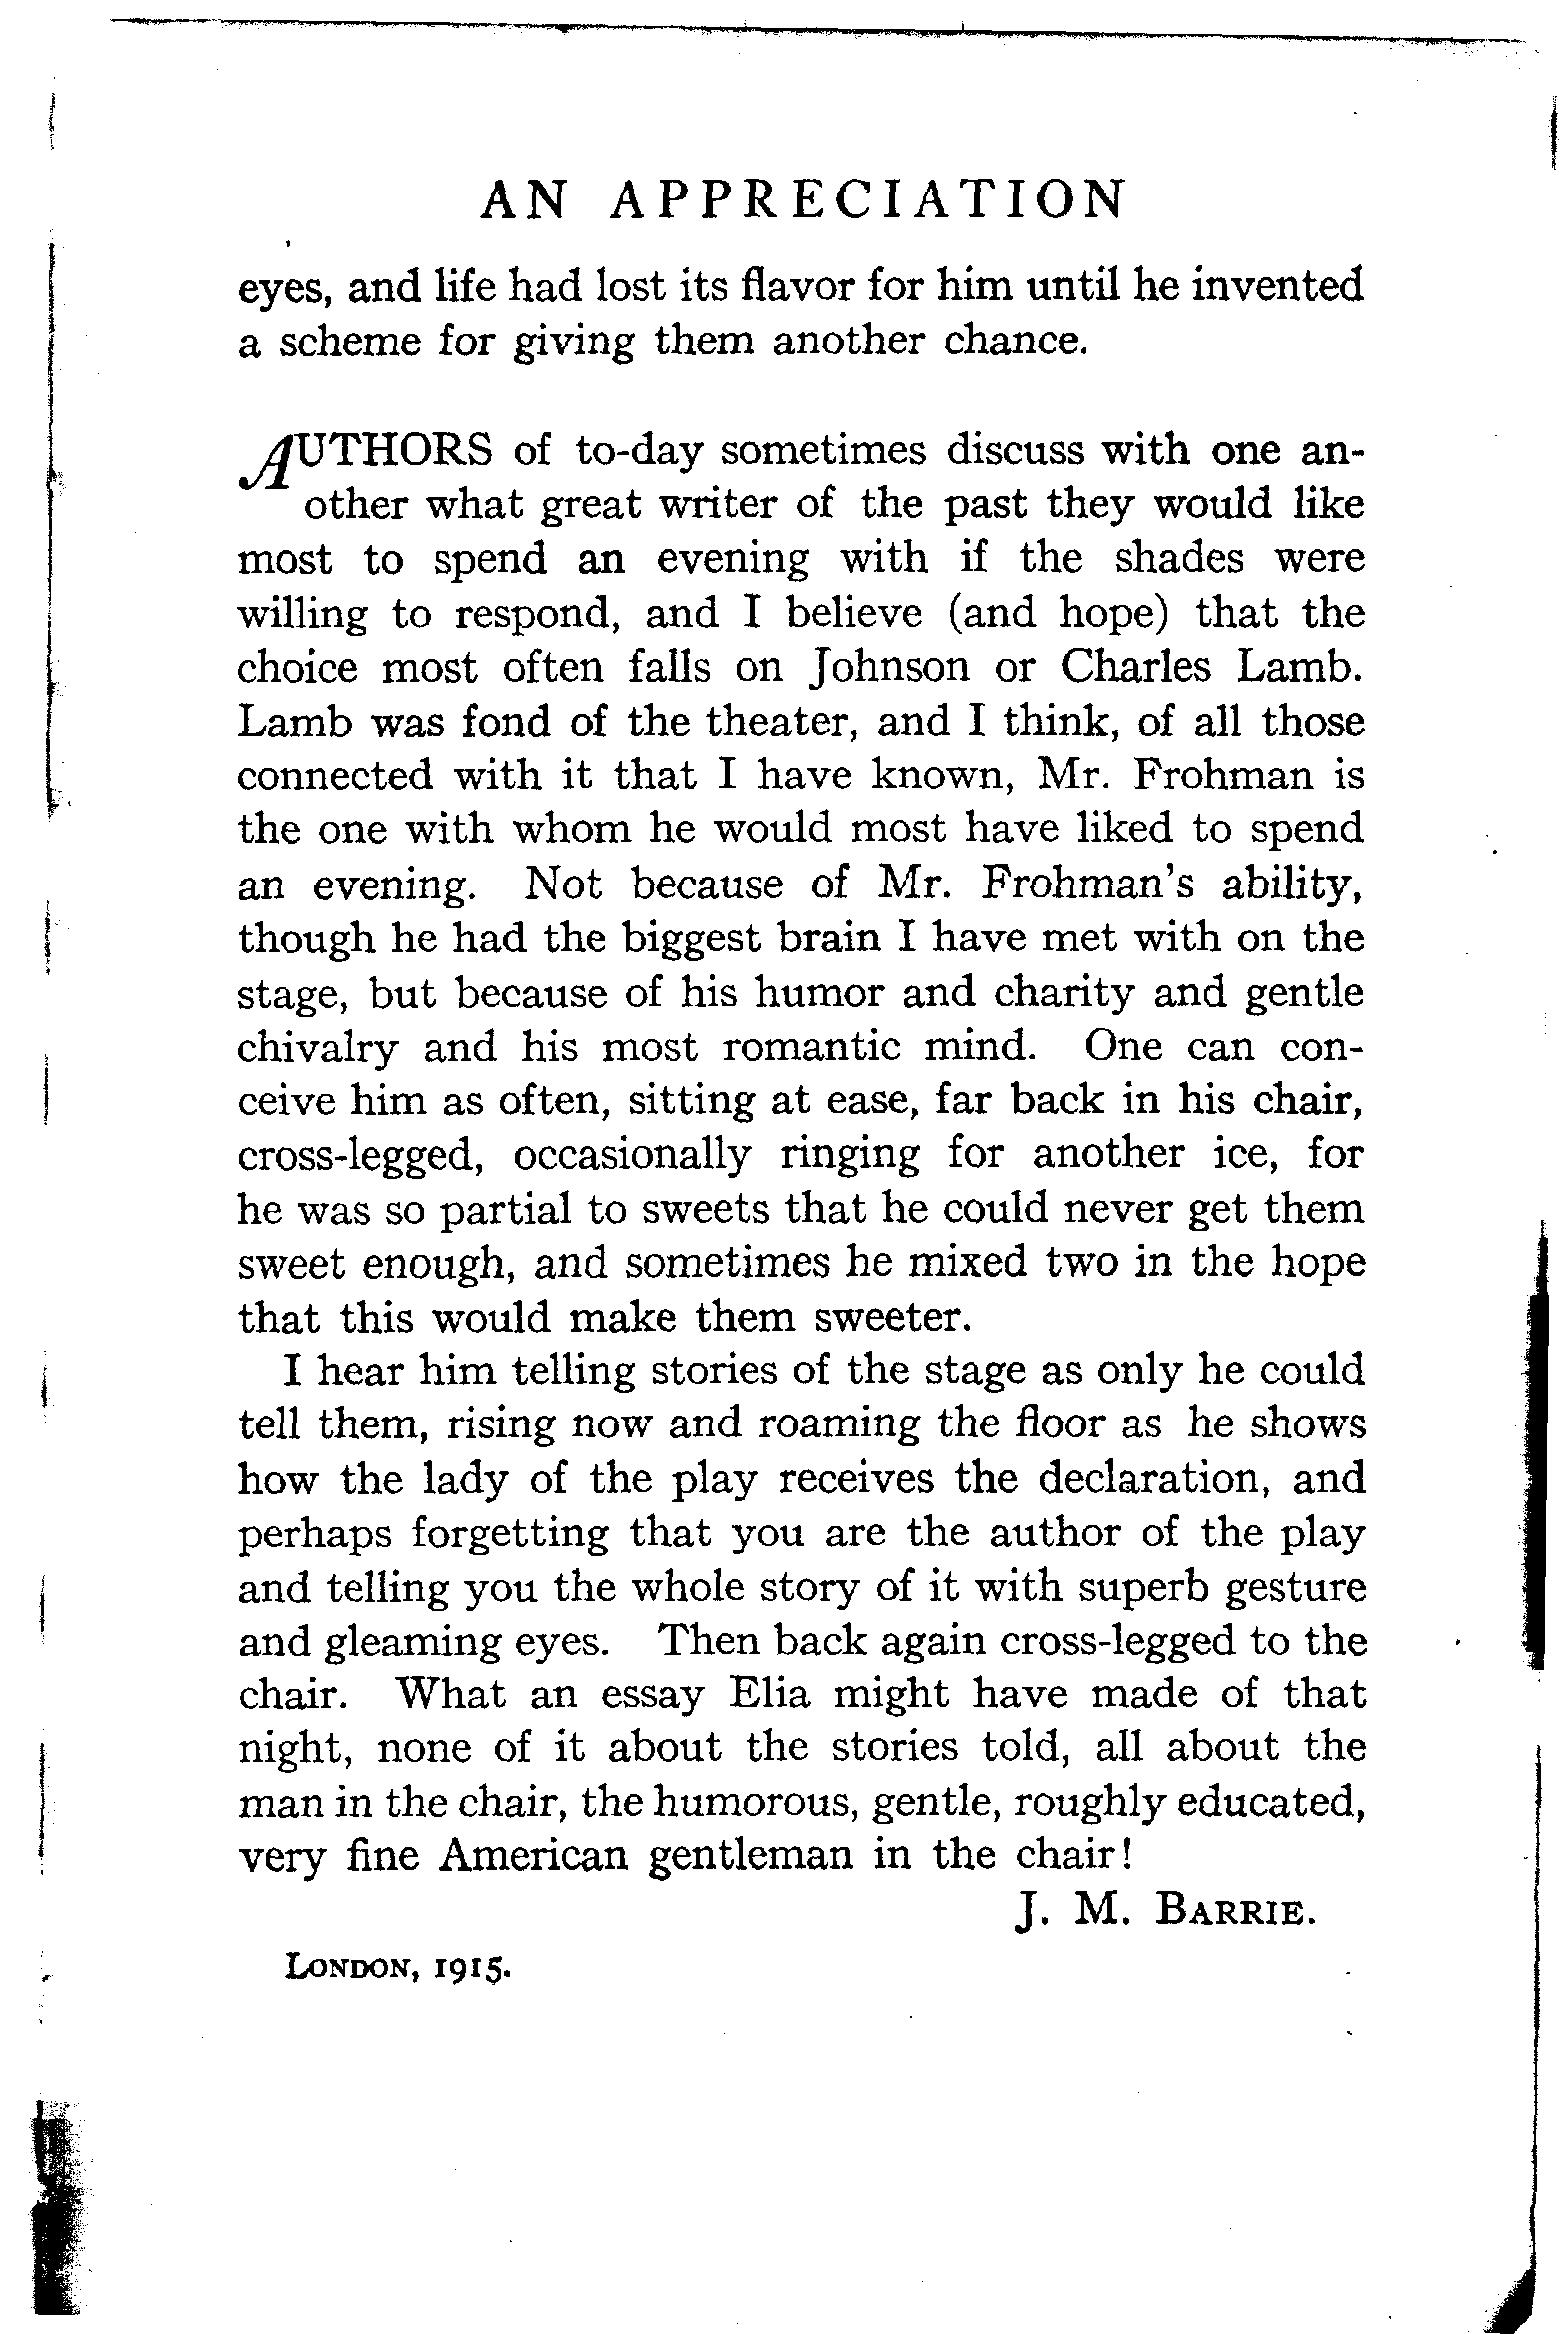 AN APPRECIATION
eyes, and life had lost its flavor for him until he invented
a scheme for giving them another chance.
AUTHORS of to-day sometimes discuss with one an-
other what great writer of the past they would like
most to spend an evening with if the shades were
willing to respond, and I believe (and hope) that the
choice most often falls on Johnson or Charles Lamb.
Lamb was fond of the theater, and I think, of all those
connected with it that I have known, Mr. Frohman is
the one with whom he would most have liked to spend
an evening. Not because of Mr. Frohman's ability,
though he had the biggest brain I have met with on the
stage, but because of his humor and charity and gentle
chivalry and his most romantic mind. One can con-
ceive him as often, sitting at ease, far back in his chair,
cross-legged, occasionally ringing for another ice, for
he was so partial to sweets that he could never get them
sweet enough, and sometimes he mixed two in the hope
that this would make them sweeter.
I hear him telling stories of the stage as only he could
tell them, rising now and roaming the floor as he shows
how the lady of the play receives the declaration, and
perhaps forgetting that you are the author of the play
and telling you the whole story of it with superb gesture
and gleaming eyes. Then back again cross-legged to the
chair. What an essay Elia might have made of that
night, none of it about the stories told, all about the
man in the chair, the humorous, gentle, roughly educated,
very fine American gentleman in the chair!
J. M. BARRIE.
LONDON, 1915.